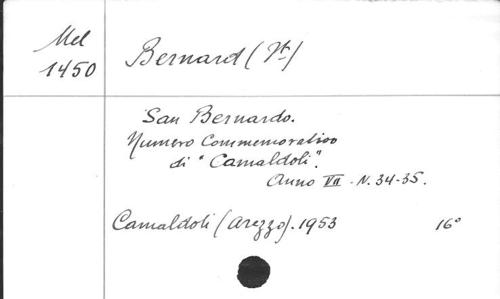 Mel
1450
Bernard (St)
San Bernardo.
Numero Commemorativo
di "Camaldoli".
Anno VII - N. 34-35.
Camaldoli (Arezzo). 1953 16°